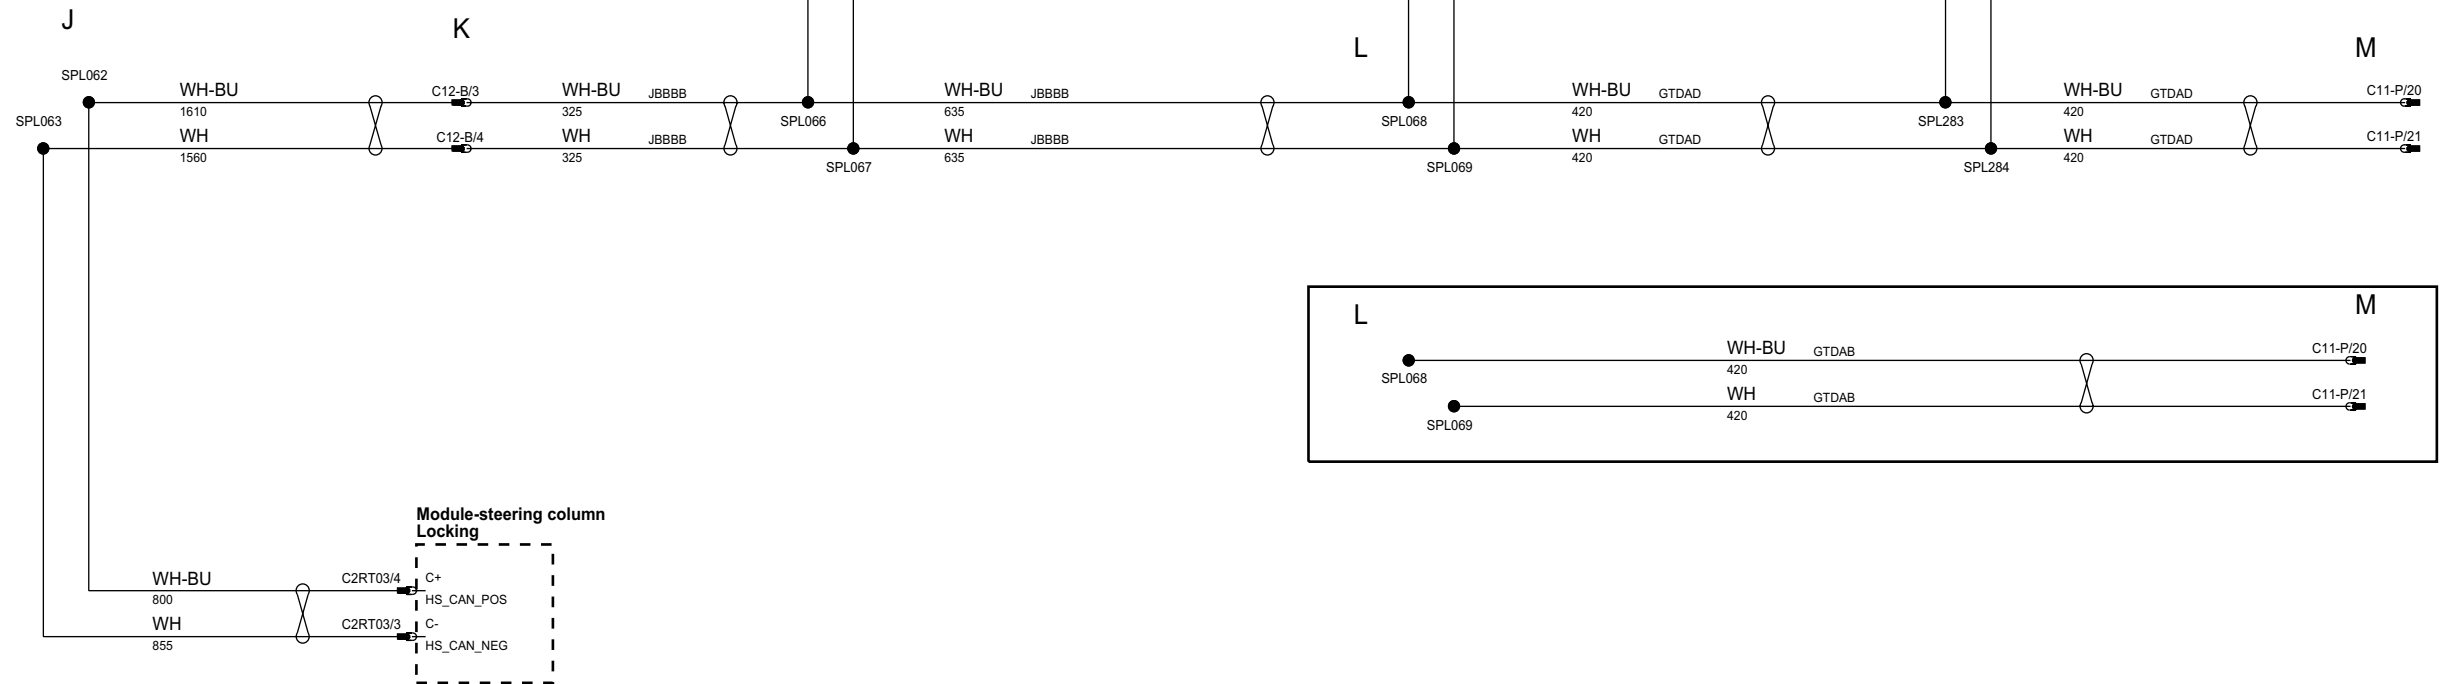 J
K
L
M
SPL062
WH-BU
1610
C12-B/3
WH-BU
325
JBBBB
SPL066
WH-BU
635
JBBBB
SPL068
WH-BU
420
GTDAD
SPL283
WH-BU
420
GTDAD
C11-P/20
SPL063
WH
1560
C12-B/4
WH
325
JBBBB
SPL067
WH
635
JBBBB
SPL069
WH
420
GTDAD
SPL284
WH
420
GTDAD
C11-P/21
L
M
SPL068
WH-BU
420
GTDAB
C11-P/20
SPL069
WH
420
GTDAB
C11-P/21
Module-steering column
Locking
WH-BU
800
C2RT03/4
C+
HS_CAN_POS
WH
855
C2RT03/3
C-
HS_CAN_NEG